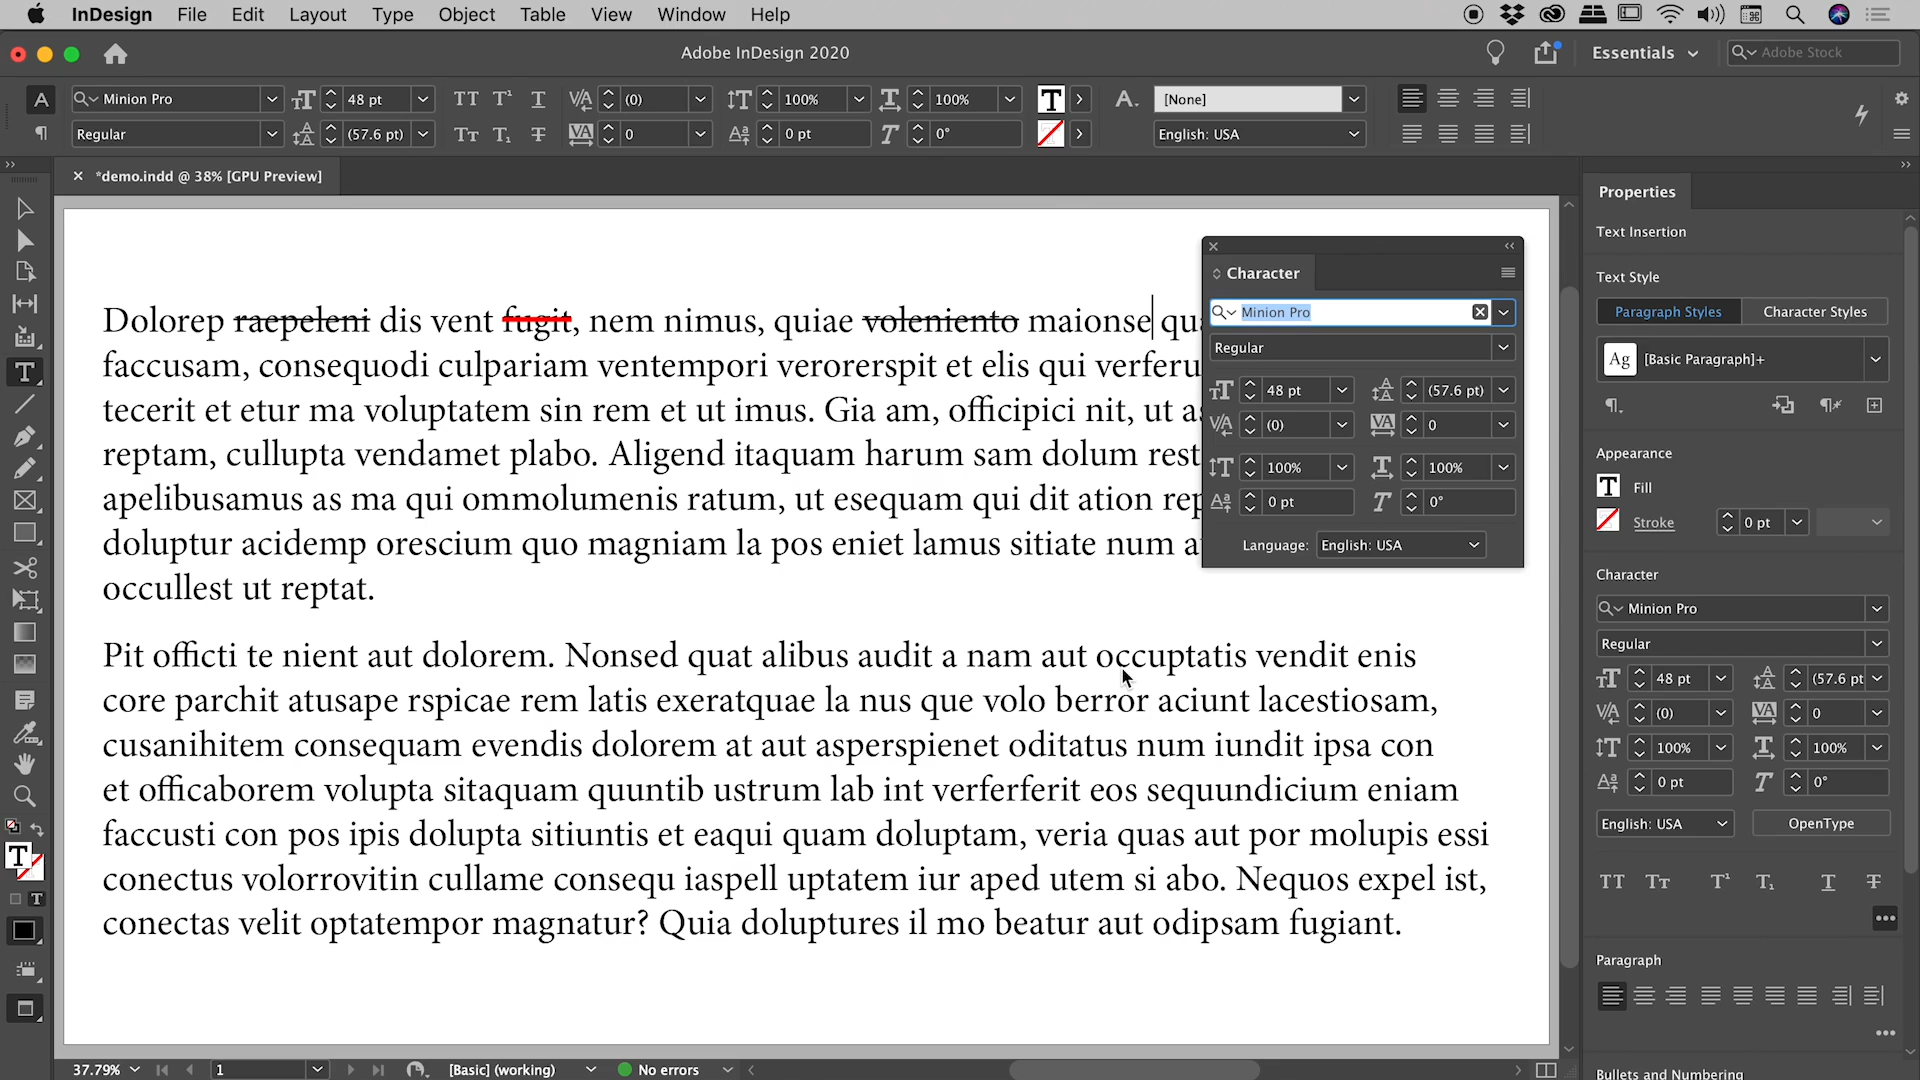 InDesign File Edit Layout Type Object Table View Window Help
Adobe InDesign 2020
Essentials
Adobe Stock
A Minion Pro 48 pt TT T¹ T VA (0) 100% 100% T A. [None]
Regular (57.6 pt) Tт T₁ T VA 0 0 pt T 0° English: USA
*demo.indd @ 38% [GPU Preview]
Dolorep raepeleni dis vent fugit, nem nimus, quiae voleniento maionse qu
faccusam, consequodi culpariam ventempori verorerspit et elis qui verferu
tecerit et etur ma voluptatem sin rem et ut imus. Gia am, officipici nit, ut a
reptam, cullupta vendamet plabo. Aligend itaquam harum sam dolum rest
apelibusamus as ma qui ommolumenis ratum, ut esequam qui dit ation rep
doluptur acidemp orescium quo magniam la pos eniet lamus sitiate num a
occullest ut reptat.
Pit officti te nient aut dolorem. Nonsed quat alibus audit a nam aut occuptatis vendit enis
core parchit atusape rspicae rem latis exeratquae la nus que volo berror aciunt lacestiosam,
cusanihitem consequam evendis dolorem at aut asperspienet oditatus num iundit ipsa con
et officaborem volupta sitaquam quuntib ustrum lab int verferferit eos sequundicium eniam
faccusti con pos ipis dolupta sitiuntis et eaqui quam doluptam, veria quas aut por molupis essi
conectus volorrovitin cullame consequ iaspell uptatem iur aped utem si abo. Nequos expel ist,
conectas velit optatempor magnatur? Quia doluptures il mo beatur aut odipsam fugiant.
Character
Minion Pro
Regular
48 pt (57.6 pt)
(0) 0
100% 100%
0 pt 0°
Language: English: USA
Properties
Text Insertion
Text Style
Paragraph Styles Character Styles
Ag [Basic Paragraph]+
Appearance
T Fill
Stroke 0 pt
Character
Minion Pro
Regular
48 pt (57.6 pt
(0) 0
100% 100%
0 pt 0°
English: USA OpenType
TT Tт T¹ T₁ T T
Paragraph
Bullets and Numbering
37.79% 1 [Basic] (working) No errors